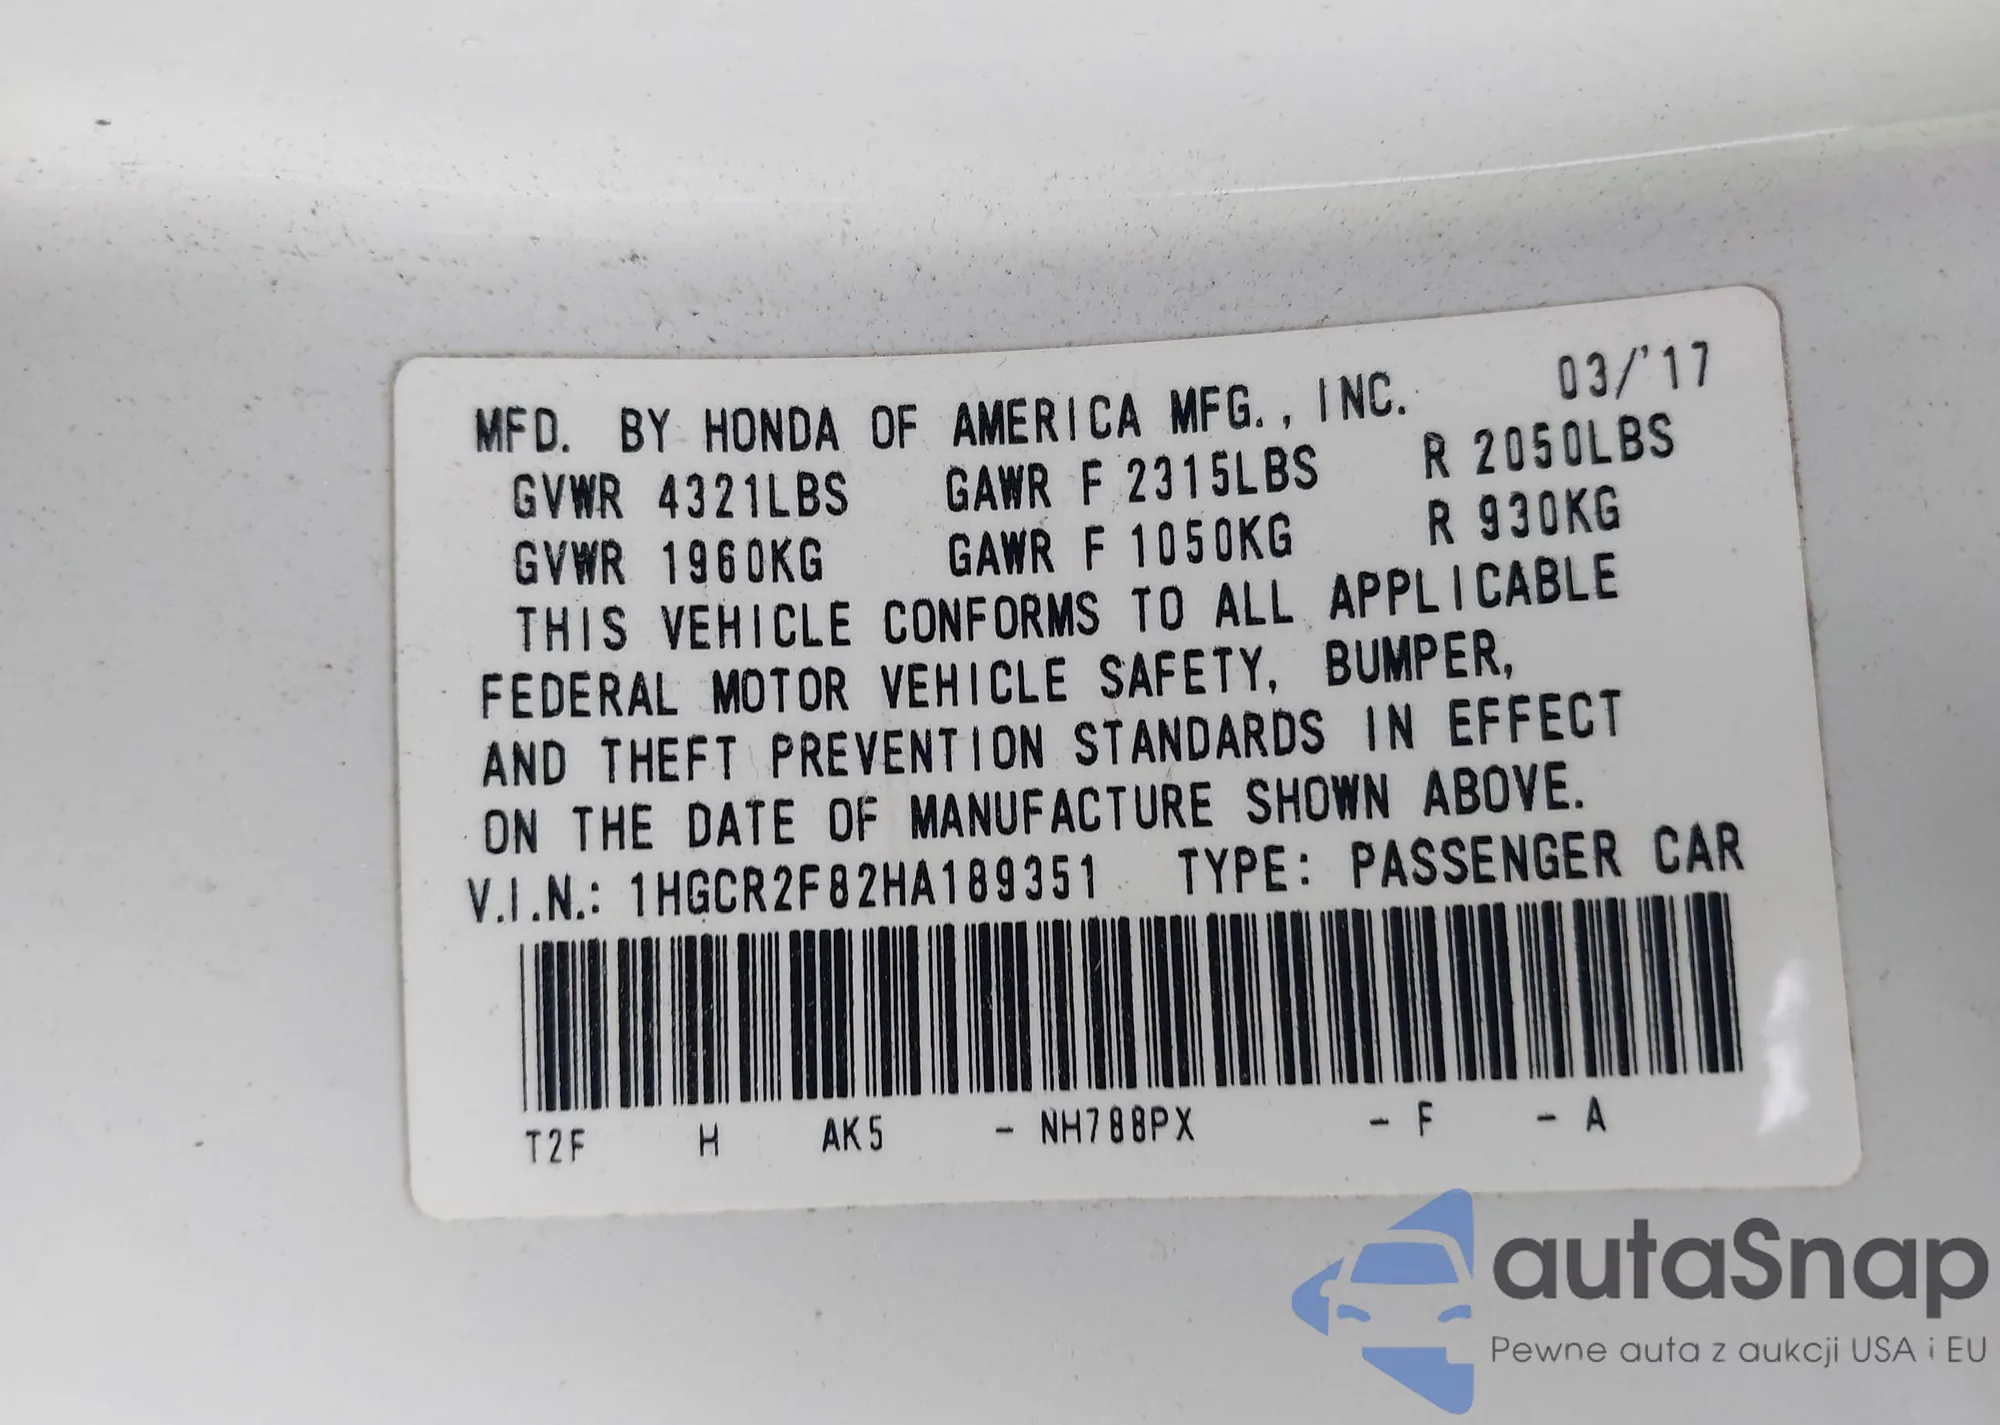 MFD. BY HONDA OF AMERICA MFG., INC. 03/'17
GVWR 4321LBS GAWR F 2315LBS R 2050LBS
GVWR 1960KG GAWR F 1050KG R 930KG
THIS VEHICLE CONFORMS TO ALL APPLICABLE
FEDERAL MOTOR VEHICLE SAFETY, BUMPER,
AND THEFT PREVENTION STANDARDS IN EFFECT
ON THE DATE OF MANUFACTURE SHOWN ABOVE.
V.I.N.: 1HGCR2F82HA189351 TYPE: PASSENGER CAR
T2F H AK5 - NH788PX - F - A
autaSnap
Pewne auta z aukcji USA i EU